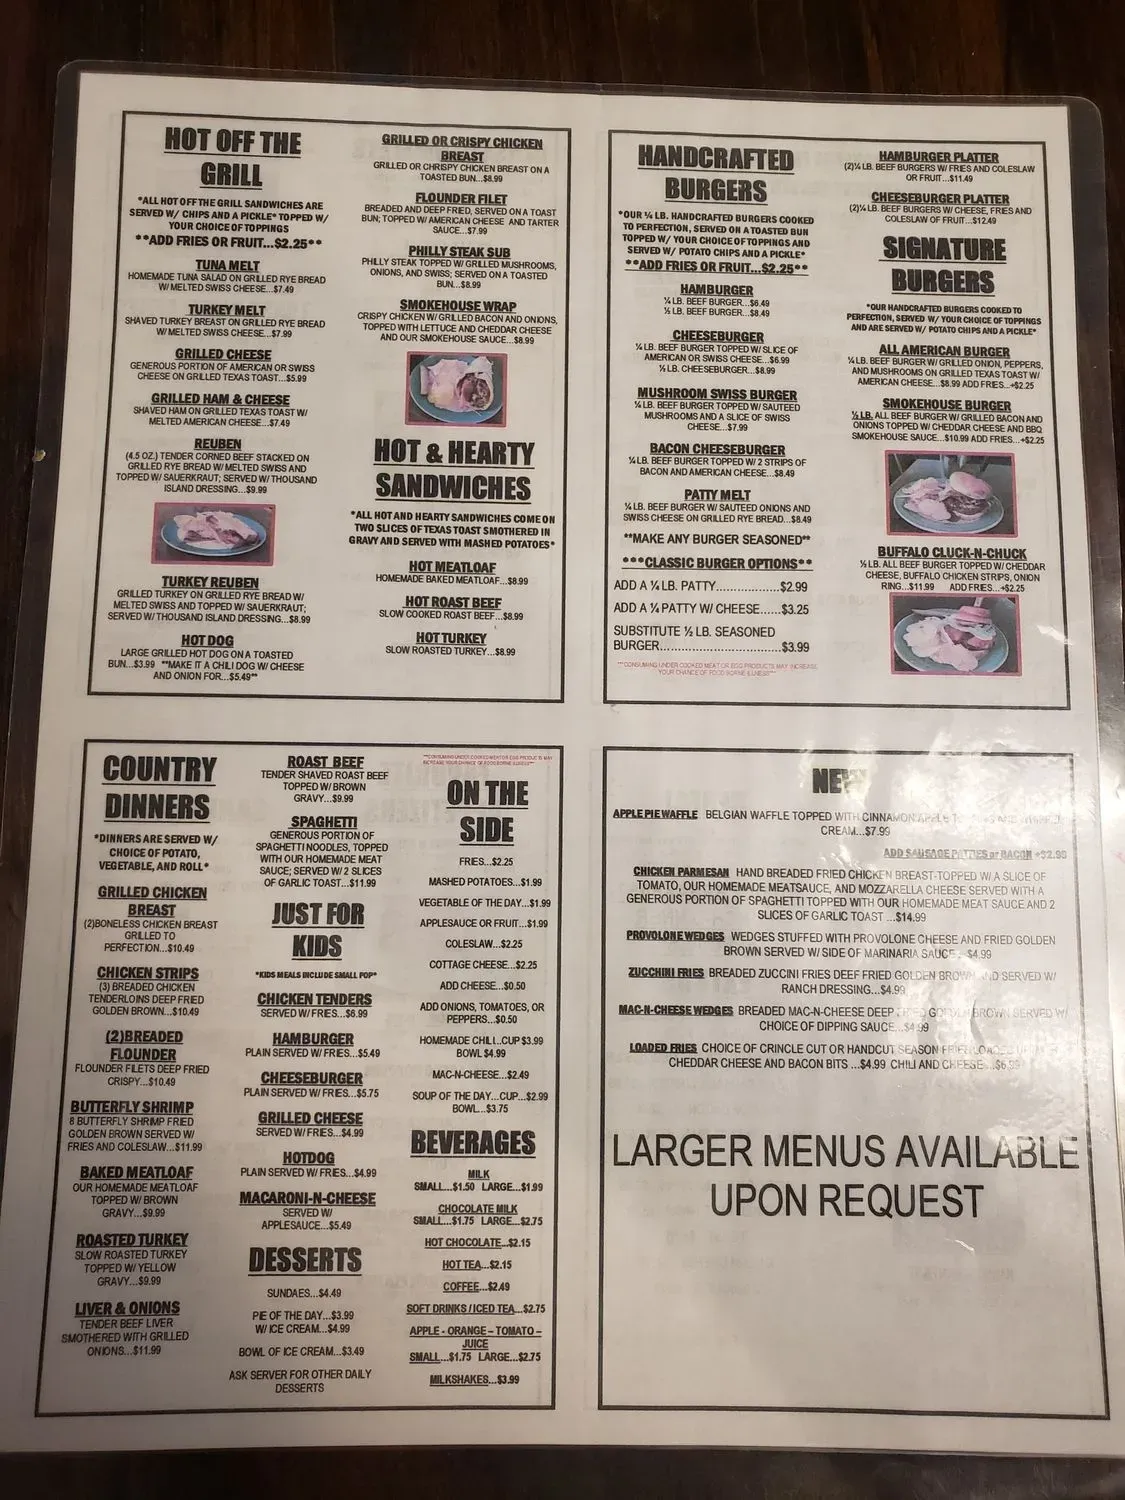 HOT OFF THE
GRILL
*ALL HOT OFF THE GRILL SANDWICHES ARE
SERVED W/ CHIPS AND A PICKLE* TOPPED W/
YOUR CHOICE OF TOPPINGS
**ADD FRIES OR FRUIT...$2.25**
TUNA MELT
HOMEMADE TUNA SALAD ON GRILLED RYE BREAD
W/ MELTED SWISS CHEESE...$7.49
TURKEY MELT
SHAVED TURKEY BREAST ON GRILLED RYE BREAD
W/ MELTED SWISS CHEESE...$7.99
GRILLED CHEESE
GENEROUS PORTION OF AMERICAN OR SWISS
CHEESE ON GRILLED TEXAS TOAST...$5.99
GRILLED HAM & CHEESE
SHAVED HAM ON GRILLED TEXAS TOAST W/
MELTED AMERICAN CHEESE...$7.49
REUBEN
(4.5 OZ.) TENDER CORNED BEEF STACKED ON
GRILLED RYE BREAD W/ MELTED SWISS AND
TOPPED W/ SAUERKRAUT; SERVED W/ THOUSAND
ISLAND DRESSING...$9.99
TURKEY REUBEN
GRILLED TURKEY ON GRILLED RYE BREAD W/
MELTED SWISS AND TOPPED W/ SAUERKRAUT;
SERVED W/ THOUSAND ISLAND DRESSING...$8.99
HOT DOG
LARGE GRILLED HOT DOG ON A TOASTED
BUN...$3.99 **MAKE IT A CHILI DOG W/ CHEESE
AND ONION FOR...$5.49**
GRILLED OR CRISPY CHICKEN
BREAST
GRILLED OR CHRISPY CHICKEN BREAST ON A
TOASTED BUN...$8.99
FLOUNDER FILET
BREADED AND DEEP FRIED, SERVED ON A TOAST
BUN; TOPPED W/ AMERICAN CHEESE AND TARTER
SAUCE...$7.99
PHILLY STEAK SUB
PHILLY STEAK TOPPED W/ GRILLED MUSHROOMS,
ONIONS, AND SWISS; SERVED ON A TOASTED
BUN...$8.99
SMOKEHOUSE WRAP
CRISPY CHICKEN W/ GRILLED BACON AND ONIONS,
TOPPED WITH LETTUCE AND CHEDDAR CHEESE
AND OUR SMOKEHOUSE SAUCE...$8.99
HOT & HEARTY
SANDWICHES
*ALL HOT AND HEARTY SANDWICHES COME ON
TWO SLICES OF TEXAS TOAST SMOTHERED IN
GRAVY AND SERVED WITH MASHED POTATOES*
HOT MEATLOAF
HOMEMADE BAKED MEATLOAF...$8.99
HOT ROAST BEEF
SLOW COOKED ROAST BEEF...$8.99
HOT TURKEY
SLOW ROASTED TURKEY...$8.99
HANDCRAFTED
BURGERS
*OUR ¼ LB. HANDCRAFTED BURGERS COOKED
TO PERFECTION, SERVED ON A TOASTED BUN
TOPPED W/ YOUR CHOICE OF TOPPINGS AND
SERVED W/ POTATO CHIPS AND A PICKLE*
**ADD FRIES OR FRUIT...$2.25**
HAMBURGER
¼ LB. BEEF BURGER...$6.49
½ LB. BEEF BURGER...$8.49
CHEESEBURGER
¼ LB. BEEF BURGER TOPPED W/ SLICE OF
AMERICAN OR SWISS CHEESE...$6.99
½ LB. CHEESEBURGER...$8.99
MUSHROOM SWISS BURGER
¼ LB. BEEF BURGER TOPPED W/ SAUTEED
MUSHROOMS AND A SLICE OF SWISS
CHEESE...$7.99
BACON CHEESEBURGER
¼ LB. BEEF BURGER TOPPED W/ 2 STRIPS OF
BACON AND AMERICAN CHEESE...$8.49
PATTY MELT
¼ LB. BEEF BURGER W/ SAUTEED ONIONS AND
SWISS CHEESE ON GRILLED RYE BREAD...$8.49
**MAKE ANY BURGER SEASONED**
***CLASSIC BURGER OPTIONS**
ADD A ¼ LB. PATTY....................$2.99
ADD A ¼ PATTY W/ CHEESE......$3.25
SUBSTITUTE ½ LB. SEASONED
BURGER......................................$3.99
***CONSUMING UNDER COOKED MEAT OR EGG PRODUCTS MAY INCREASE
YOUR CHANCE OF FOOD BORNE ILLNESS***
HAMBURGER PLATTER
(2)¼ LB. BEEF BURGERS W/ FRIES AND COLESLAW
OR FRUIT...$11.49
CHEESEBURGER PLATTER
(2)¼ LB. BEEF BURGERS W/ CHEESE, FRIES AND
COLESLAW OF FRUIT...$12.49
SIGNATURE
BURGERS
*OUR HANDCRAFTED BURGERS COOKED TO
PERFECTION, SERVED W/ YOUR CHOICE OF TOPPINGS
AND ARE SERVED W/ POTATO CHIPS AND A PICKLE*
ALL AMERICAN BURGER
¼ LB. BEEF BURGER W/ GRILLED ONION, PEPPERS,
AND MUSHROOMS ON GRILLED TEXAS TOAST W/
AMERICAN CHEESE...$8.99 ADD FRIES...+$2.25
SMOKEHOUSE BURGER
½ LB. ALL BEEF BURGER W/ GRILLED BACON AND
ONIONS TOPPED W/ CHEDDAR CHEESE AND BBQ
SMOKEHOUSE SAUCE...$10.99 ADD FRIES...+$2.25
BUFFALO CLUCK-N-CHUCK
½ LB. ALL BEEF BURGER TOPPED W/ CHEDDAR
CHEESE, BUFFALO CHICKEN STRIPS, ONION
RING...$11.99 ADD FRIES...+$2.25
COUNTRY
DINNERS
*DINNERS ARE SERVED W/
CHOICE OF POTATO,
VEGETABLE, AND ROLL*
GRILLED CHICKEN
BREAST
(2)BONELESS CHICKEN BREAST
GRILLED TO
PERFECTION...$10.49
CHICKEN STRIPS
(3) BREADED CHICKEN
TENDERLOINS DEEP FRIED
GOLDEN BROWN...$10.49
(2)BREADED
FLOUNDER
FLOUNDER FILETS DEEP FRIED
CRISPY...$10.49
BUTTERFLY SHRIMP
8 BUTTERFLY SHRIMP FRIED
GOLDEN BROWN SERVED W/
FRIES AND COLESLAW...$11.99
BAKED MEATLOAF
OUR HOMEMADE MEATLOAF
TOPPED W/ BROWN
GRAVY...$9.99
ROASTED TURKEY
SLOW ROASTED TURKEY
TOPPED W/ YELLOW
GRAVY...$9.99
LIVER & ONIONS
TENDER BEEF LIVER
SMOTHERED WITH GRILLED
ONIONS...$11.99
ROAST BEEF
TENDER SHAVED ROAST BEEF
TOPPED W/ BROWN
GRAVY...$9.99
SPAGHETTI
GENEROUS PORTION OF
SPAGHETTI NOODLES, TOPPED
WITH OUR HOMEMADE MEAT
SAUCE; SERVED W/ 2 SLICES
OF GARLIC TOAST...$11.99
JUST FOR
KIDS
*KIDS MEALS INCLUDE SMALL POP*
CHICKEN TENDERS
SERVED W/ FRIES...$6.99
HAMBURGER
PLAIN SERVED W/ FRIES...$5.49
CHEESEBURGER
PLAIN SERVED W/ FRIES...$5.75
GRILLED CHEESE
SERVED W/ FRIES...$4.99
HOTDOG
PLAIN SERVED W/ FRIES...$4.99
MACARONI-N-CHEESE
SERVED W/
APPLESAUCE...$5.49
DESSERTS
SUNDAES...$4.49
PIE OF THE DAY...$3.99
W/ ICE CREAM...$4.99
BOWL OF ICE CREAM...$3.49
ASK SERVER FOR OTHER DAILY
DESSERTS
***CONSUMING UNDER COOKED MEAT OR EGG PRODUCTS MAY
INCREASE YOUR CHANCE OF FOOD BORNE ILLNESS***
ON THE
SIDE
FRIES...$2.25
MASHED POTATOES...$1.99
VEGETABLE OF THE DAY...$1.99
APPLESAUCE OR FRUIT...$1.99
COLESLAW...$2.25
COTTAGE CHEESE...$2.25
ADD CHEESE...$0.50
ADD ONIONS, TOMATOES, OR
PEPPERS...$0.50
HOMEMADE CHILI...CUP $3.99
BOWL $4.99
MAC-N-CHEESE...$2.49
SOUP OF THE DAY...CUP...$2.99
BOWL...$3.75
BEVERAGES
MILK
SMALL...$1.50 LARGE...$1.99
CHOCOLATE MILK
SMALL...$1.75 LARGE...$2.75
HOT CHOCOLATE...$2.15
HOT TEA...$2.15
COFFEE...$2.49
SOFT DRINKS / ICED TEA...$2.75
APPLE - ORANGE – TOMATO –
JUICE
SMALL...$1.75 LARGE...$2.75
MILKSHAKES...$3.99
NEW
APPLE PIE WAFFLE BELGIAN WAFFLE TOPPED WITH CINNAMON APPLE AND
CREAM...$7.99
ADD SAUSAGE PATTIES or BACON +$2.99
CHICKEN PARMESAN HAND BREADED FRIED CHICKEN BREAST-TOPPED W/ A SLICE OF
TOMATO, OUR HOMEMADE MEATSAUCE, AND MOZZARELLA CHEESE SERVED WITH A
GENEROUS PORTION OF SPAGHETTI TOPPED WITH OUR HOMEMADE MEAT SAUCE AND 2
SLICES OF GARLIC TOAST ...$14.99
PROVOLONE WEDGES WEDGES STUFFED WITH PROVOLONE CHEESE AND FRIED GOLDEN
BROWN SERVED W/ SIDE OF MARINARIA SAUCE...$4.99
ZUCCHINI FRIES BREADED ZUCCINI FRIES DEEF FRIED GOLDEN BROWN AND SERVED W/
RANCH DRESSING...$4.99
MAC-N-CHEESE WEDGES BREADED MAC-N-CHEESE DEEP FRIED GOLDEN BROWN SERVED W/
CHOICE OF DIPPING SAUCE...$4.99
LOADED FRIES CHOICE OF CRINCLE CUT OR HANDCUT SEASON FRIES LOADED
CHEDDAR CHEESE AND BACON BITS ...$4.99 CHILI AND CHEESE...$6.99
LARGER MENUS AVAILABLE
UPON REQUEST